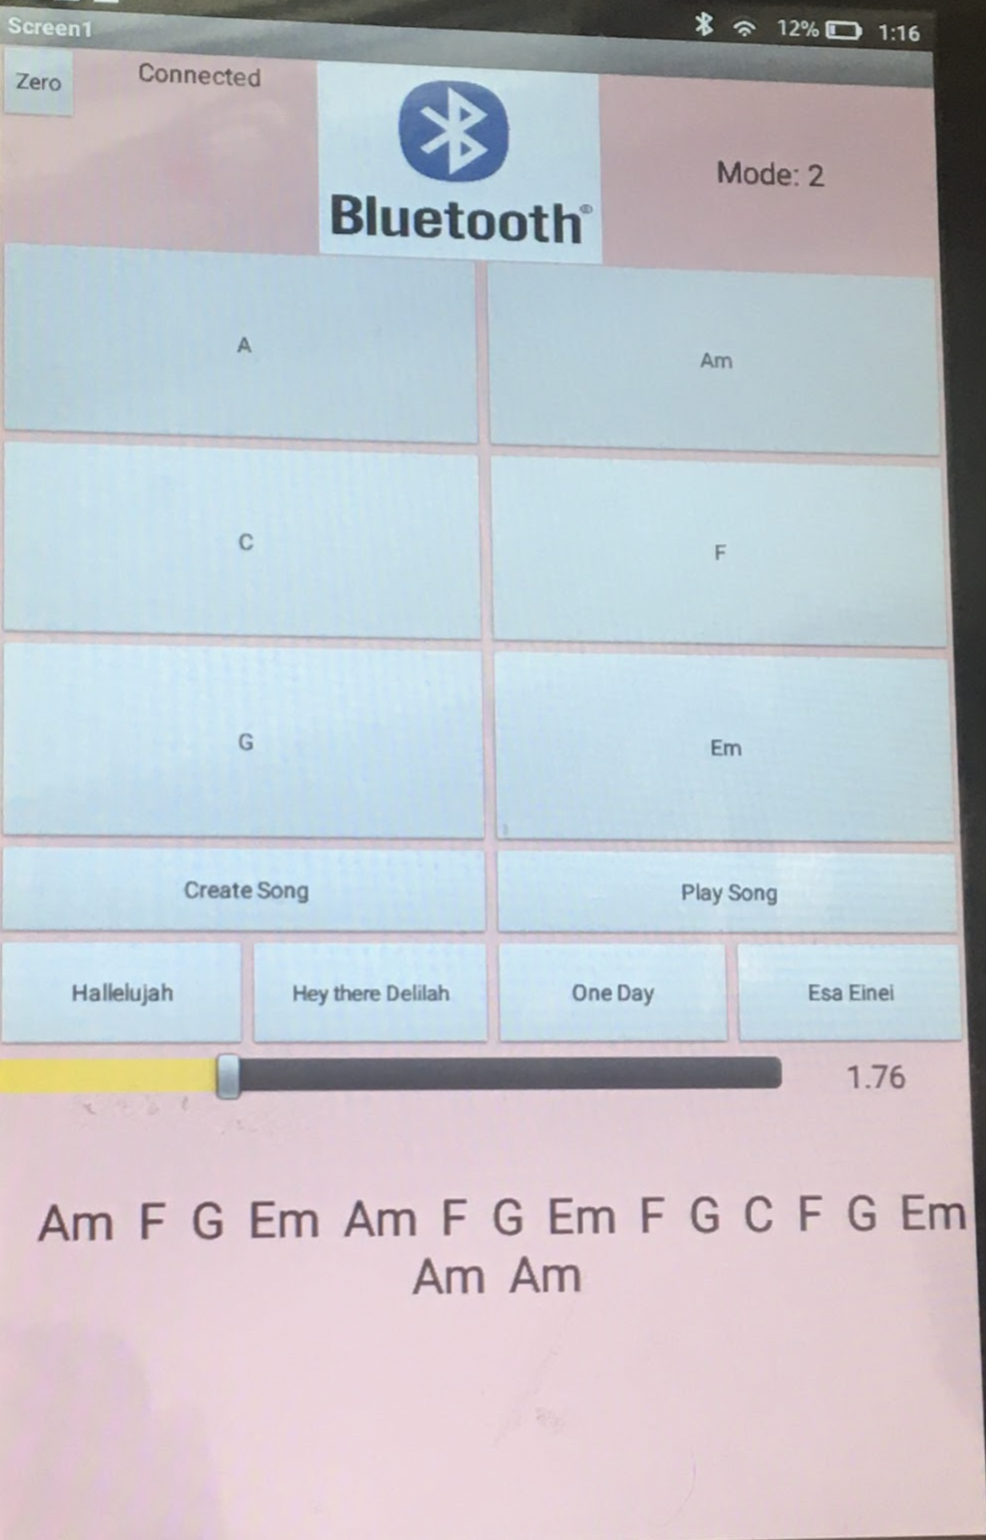 Screen1 12% 1:16
Zero Connected Mode: 2
Bluetooth®
A Am
C F
G Em
Create Song Play Song
Hallelujah Hey there Delilah One Day Esa Einei
1.76
Am F G Em Am F G Em F G C F G Em
Am Am